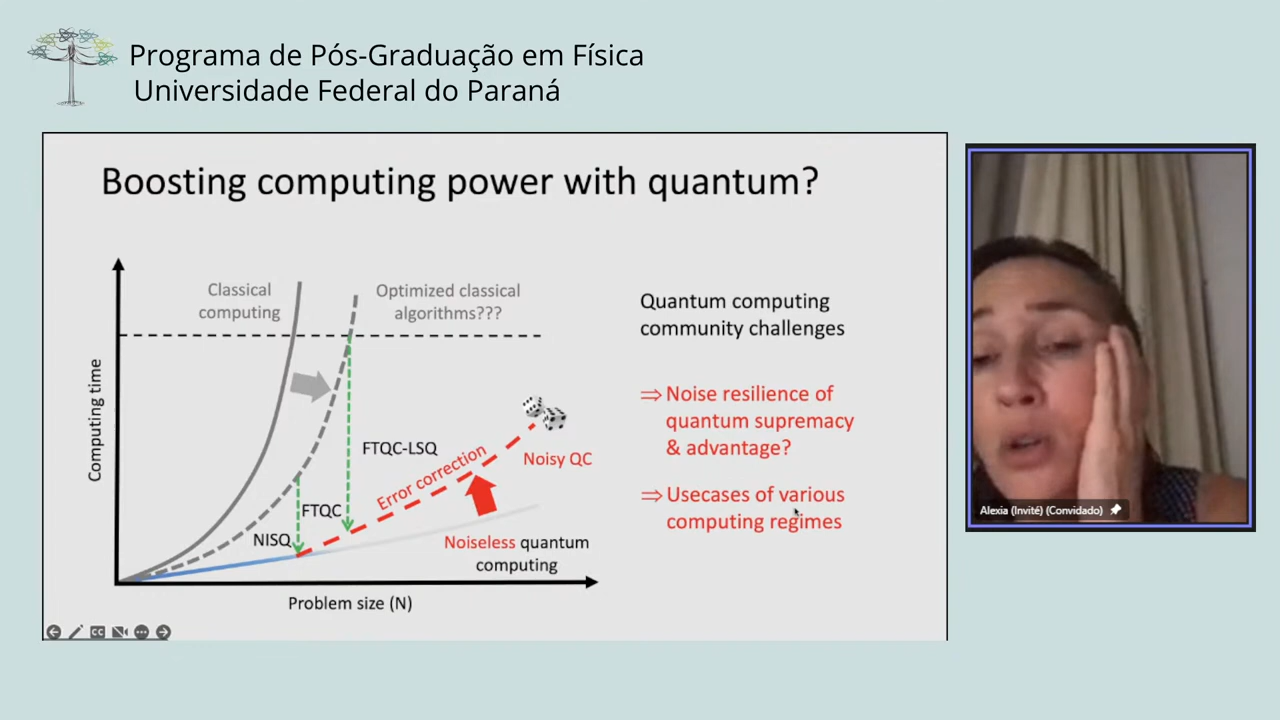 Programa de Pós-Graduação em Física
Universidade Federal do Paraná
Boosting computing power with quantum?
Classical
computing
Optimized classical
algorithms???
Computing time
FTQC-LSQ
Error correction
Noisy QC
FTQC
NISQ
Noiseless quantum
computing
Problem size (N)
Quantum computing
community challenges
⇒ Noise resilience of
quantum supremacy
& advantage?
⇒ Usecases of various
computing regimes
CC
Alexia (Invité) (Convidado)